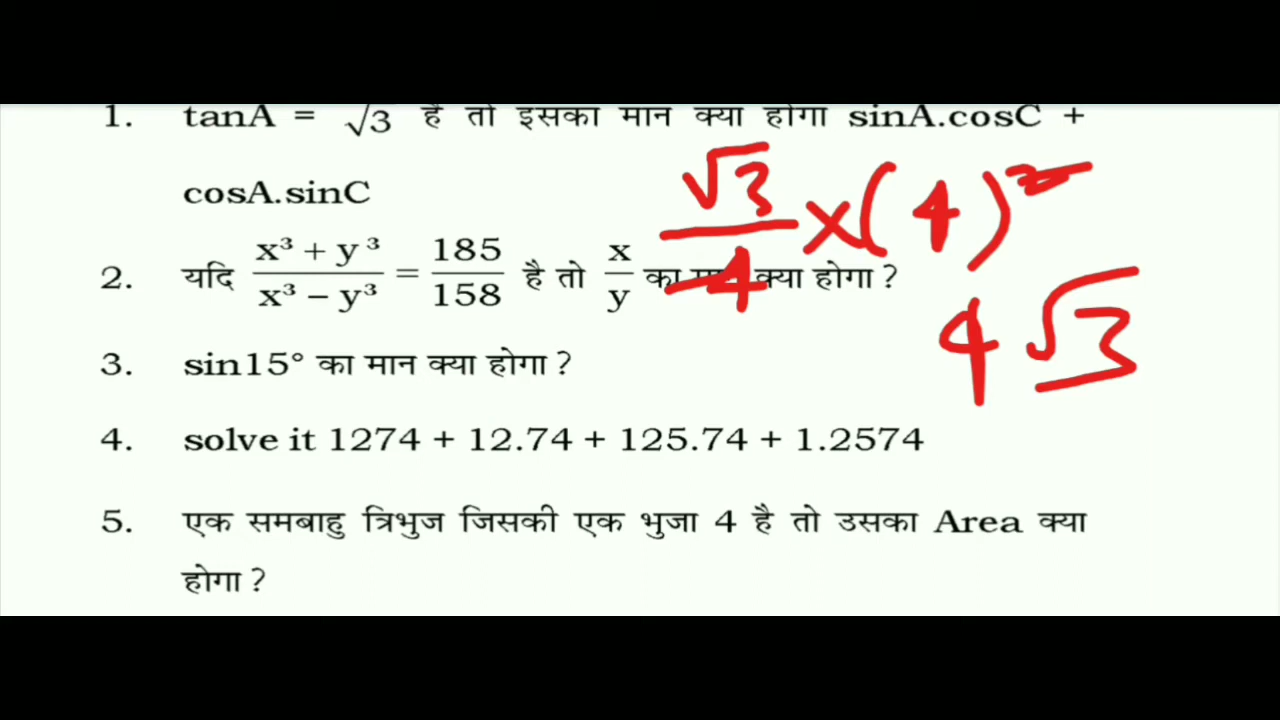 1. tanA = √3 है तो इसका मान क्या होगा sinA.cosC +
cosA.sinC
2. यदि x³ + y³ / x³ – y³ = 185 / 158 है तो x / y का क्या होगा ?
3. sin15° का मान क्या होगा ?
4. solve it 1274 + 12.74 + 125.74 + 1.2574
5. एक समबाहु त्रिभुज जिसकी एक भुजा 4 है तो उसका Area क्या
होगा ?
√3 / 4 × (4)²
4√3